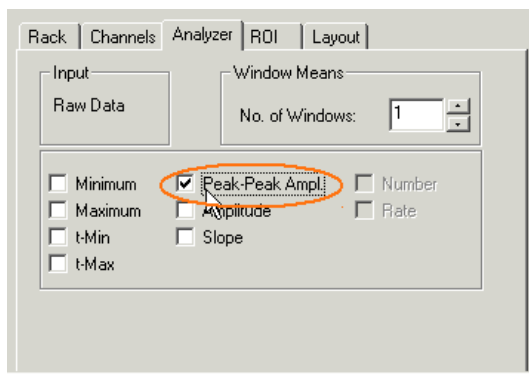 Rack Channels Analyzer ROI Layout
Input Window Means
Raw Data No. of Windows: 1
Minimum Peak-Peak Ampl. Number
Maximum Amplitude Rate
t-Min Slope
t-Max